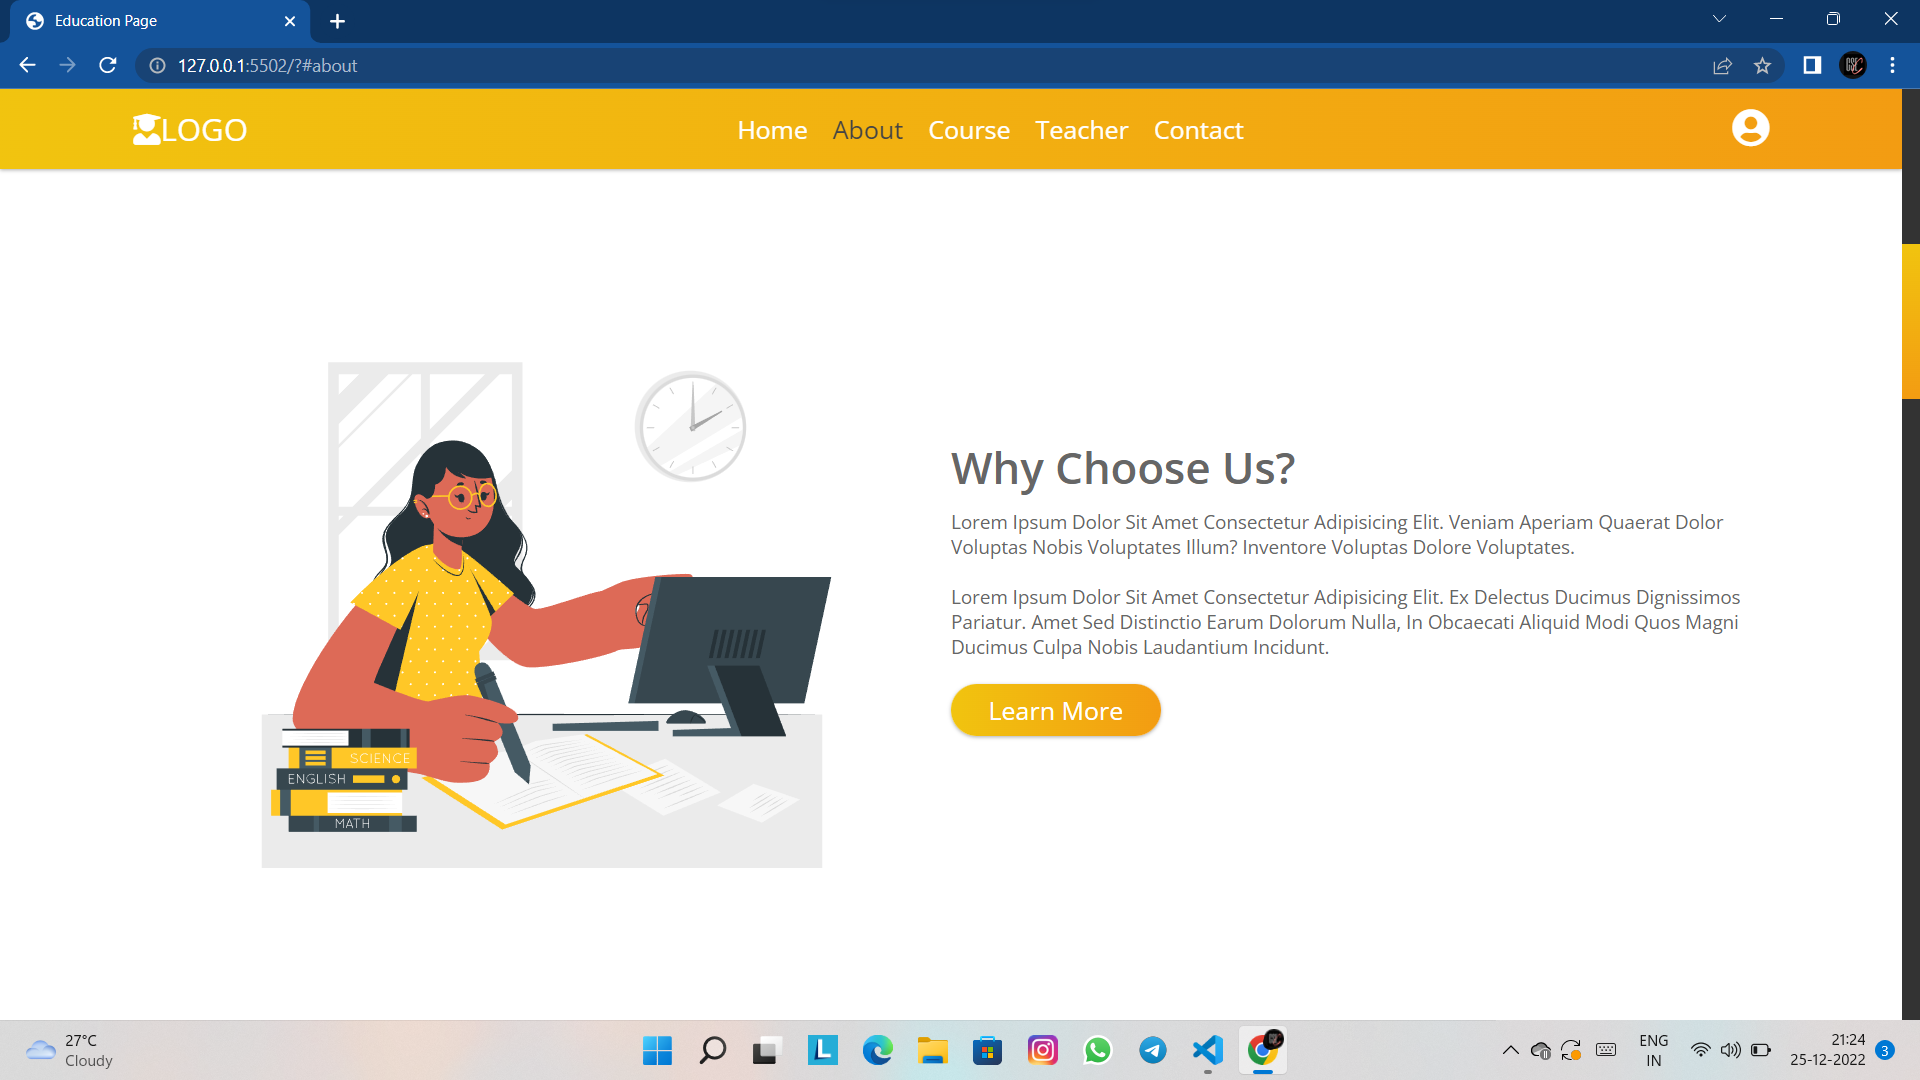 Education Page
127.0.0.1:5502/?#about
LOGO
Home About Course Teacher Contact
Why Choose Us?
Lorem Ipsum Dolor Sit Amet Consectetur Adipisicing Elit. Veniam Aperiam Quaerat Dolor
Voluptas Nobis Voluptates Illum? Inventore Voluptas Dolore Voluptates.
Lorem Ipsum Dolor Sit Amet Consectetur Adipisicing Elit. Ex Delectus Ducimus Dignissimos
Pariatur. Amet Sed Distinctio Earum Dolorum Nulla, In Obcaecati Aliquid Modi Quos Magni
Ducimus Culpa Nobis Laudantium Incidunt.
Learn More
SCIENCE
ENGLISH
MATH
27°C
Cloudy
L
ENG
IN
21:24
25-12-2022
3